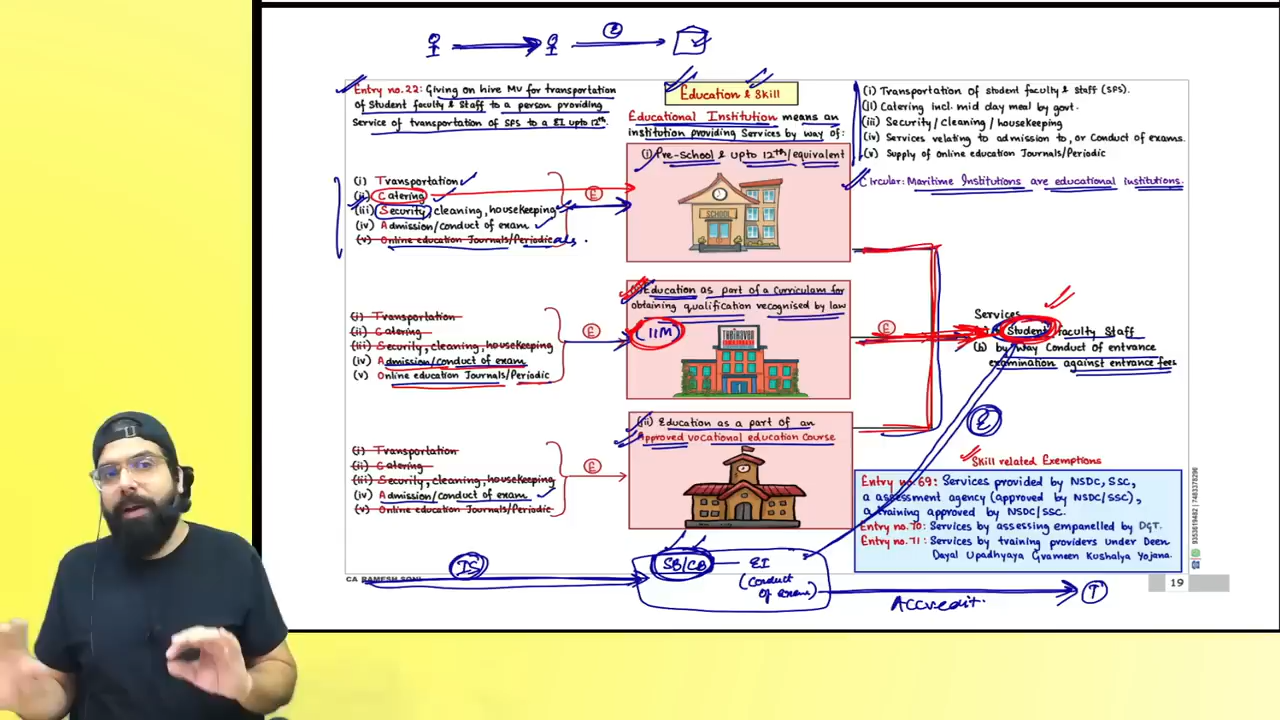 E
Entry no.22: Giving on hire MV for transportation
of Student faculty & Staff to a person providing
Service of transportation of SFS to a EI upto 12th.
Education & Skill
Educational Institution means an
institution providing Services by way of:
(i) Transportation of student faculty & staff (SFS).
(ii) Catering incl. mid day meal by govt.
(iii) Security/Cleaning/housekeeping
(iv) Services relating to admission to, or Conduct of exams.
(v) Supply of online education Journals/Periodic
Circular: Maritime Institutions are educational institutions.
(i) Pre-School & upto 12th/equivalent
SCHOOL
(i) Transportation
(ii) Catering
(iii) Security, cleaning, housekeeping
(iv) Admission/conduct of exam
(v) Online education Journals/Periodicals.
E
(ii) Education as part of a Curriculum for
obtaining qualification recognised by law
(IIM)
(i) Transportation
(ii) Catering
(iii) Security, cleaning, housekeeping
(iv) Admission/conduct of exam
(v) Online education Journals/Periodic
E
E
Services
Student faculty Staff
(b) by way Conduct of entrance
examination against entrance fees
E
(iii) Education as a part of an
Approved vocational education Course
(i) Transportation
(ii) Catering
(iii) Security, cleaning, housekeeping
(iv) Admission/conduct of exam
(v) Online education Journals/Periodic
E
Skill related Exemptions
Entry no. 69: Services provided by NSDC, SSC,
a assessment agency (approved by NSDC/SSC),
a training approved by NSDC/SSC.
Entry no. 70: Services by assessing empanelled by DGT.
Entry no. 71: Services by training providers under Deen
Dayal Upadhyaya Grameen Kushalya Yojana.
IS
SB/CB — EI
(conduct
of exam)
Accredit.
T
CA RAMESH SONI
19
9353619482 | 7483378296